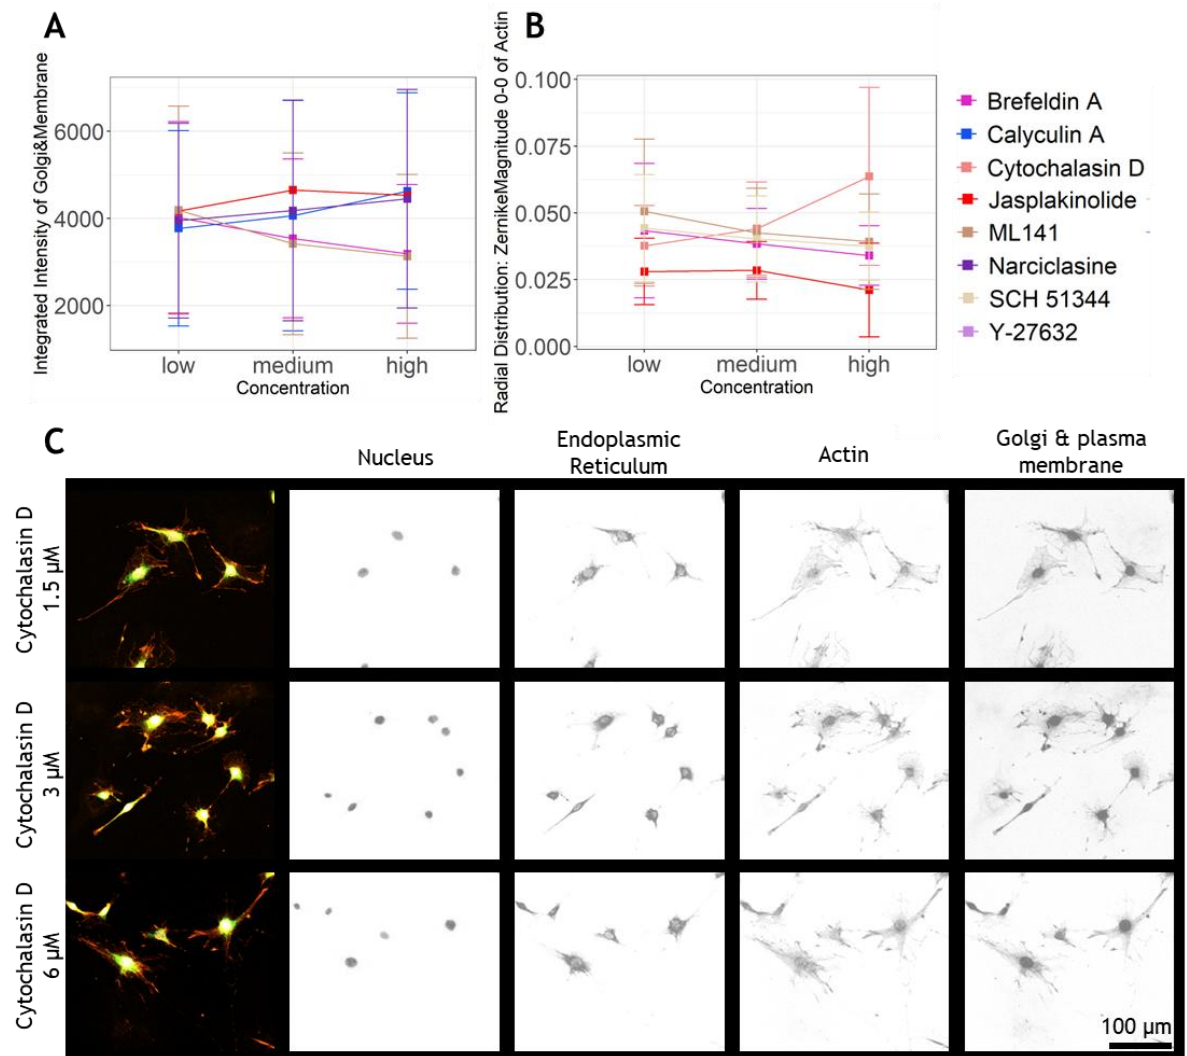 A
B
Integrated Intensity of Golgi&Membrane
6000
4000
2000
low
medium
high
Concentration
Radial Distribution: ZernikeMagnitude 0-0 of Actin
0.100
0.075
0.050
0.025
0.000
low
medium
high
Concentration
Brefeldin A
Calyculin A
Cytochalasin D
Jasplakinolide
ML141
Narciclasine
SCH 51344
Y-27632
C
Nucleus
Endoplasmic
Reticulum
Actin
Golgi & plasma
membrane
Cytochalasin D
1.5 µM
Cytochalasin D
3 µM
Cytochalasin D
6 µM
100 µm